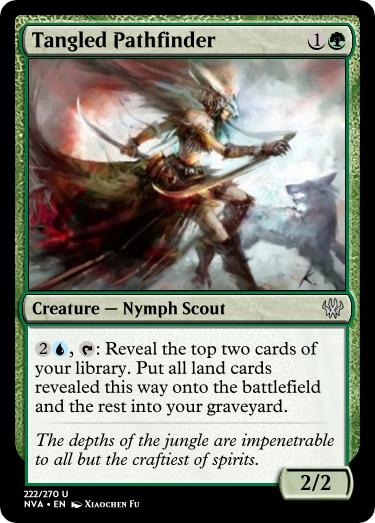 Tangled Pathfinder 1
Creature — Nymph Scout
2, : Reveal the top two cards of
your library. Put all land cards
revealed this way onto the battlefield
and the rest into your graveyard.
The depths of the jungle are impenetrable
to all but the craftiest of spirits.
2/2
222/270 U
NVA • EN Xiaochen Fu